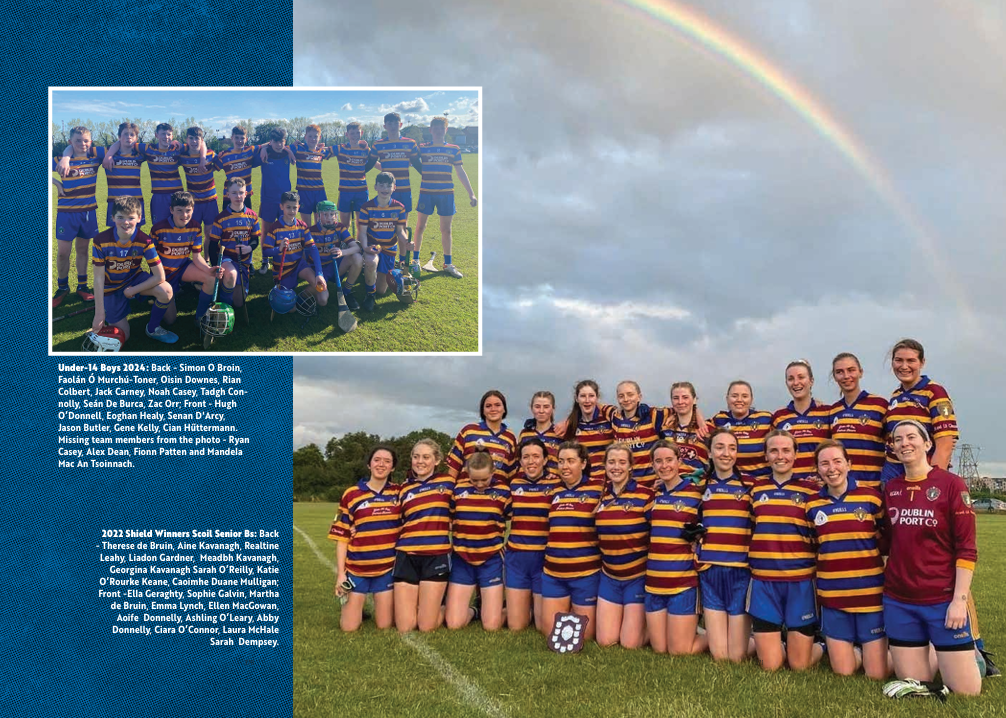 Under-14 Boys 2024: Back - Simon O Broin,
Faolán Ó Murchú-Toner, Oisin Downes, Rian
Colbert, Jack Carney, Noah Casey, Tadgh Con-
nolly, Seán De Burca, Zac Orr; Front - Hugh
O'Donnell, Eoghan Healy, Senan D'Arcy,
Jason Butler, Gene Kelly, Cian Hűttermann.
Missing team members from the photo - Ryan
Casey, Alex Dean, Fionn Patten and Mandela
Mac An Tsoinnach.
2022 Shield Winners Scoil Senior Bs: Back
- Therese de Bruin, Aine Kavanagh, Realtine
Leahy, Liadon Gardner, Meadbh Kavanagh,
Georgina Kavanagh Sarah O'Reilly, Katie
O'Rourke Keane, Caoimhe Duane Mulligan;
Front -Ella Geraghty, Sophie Galvin, Martha
de Bruin, Emma Lynch, Ellen MacGowan,
Aoife Donnelly, Ashling O'Leary, Abby
Donnelly, Ciara O'Connor, Laura McHale
Sarah Dempsey.
DUBLIN
PORT Co